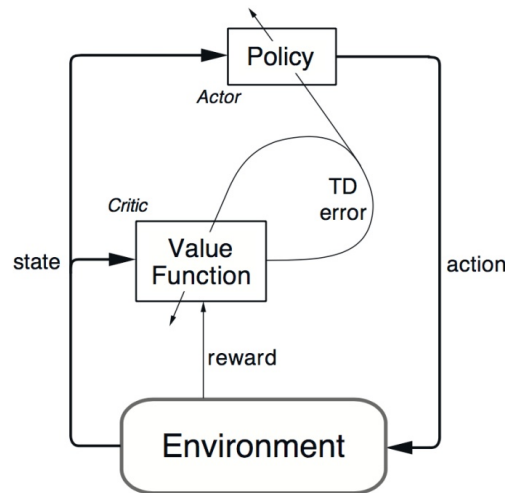 Policy
Actor
TD
error
Critic
Value
Function
state
action
reward
Environment